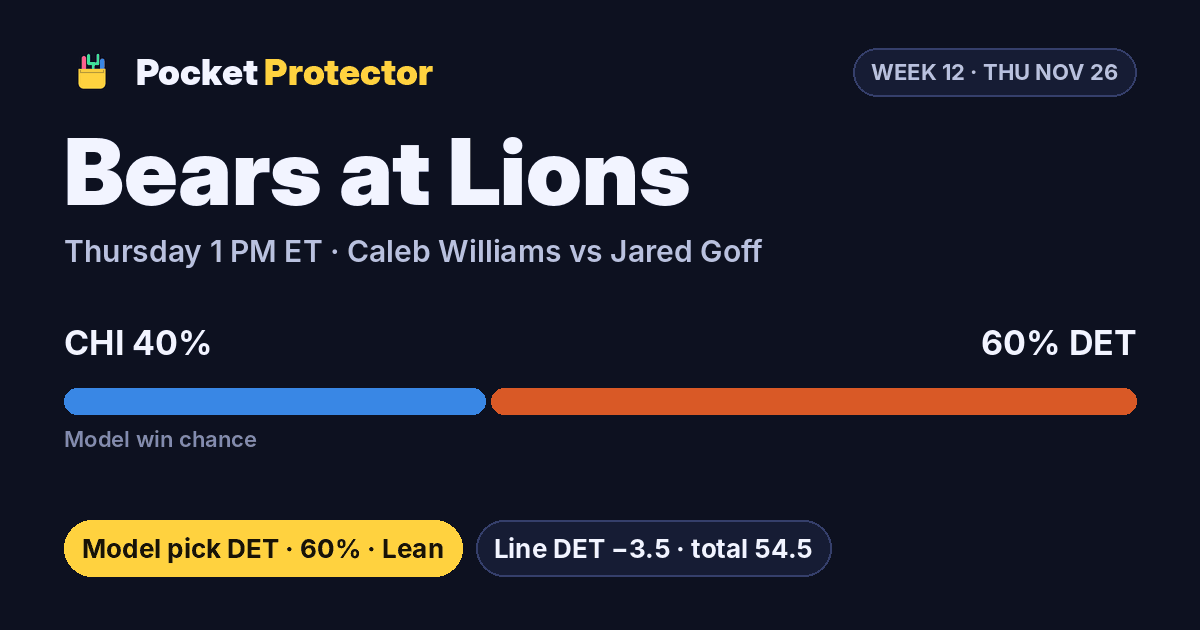 Pocket Protector
WEEK 12 · THU NOV 26
Bears at Lions
Thursday 1 PM ET · Caleb Williams vs Jared Goff
CHI 40%
60% DET
Model win chance
Model pick DET · 60% · Lean
Line DET −3.5 · total 54.5